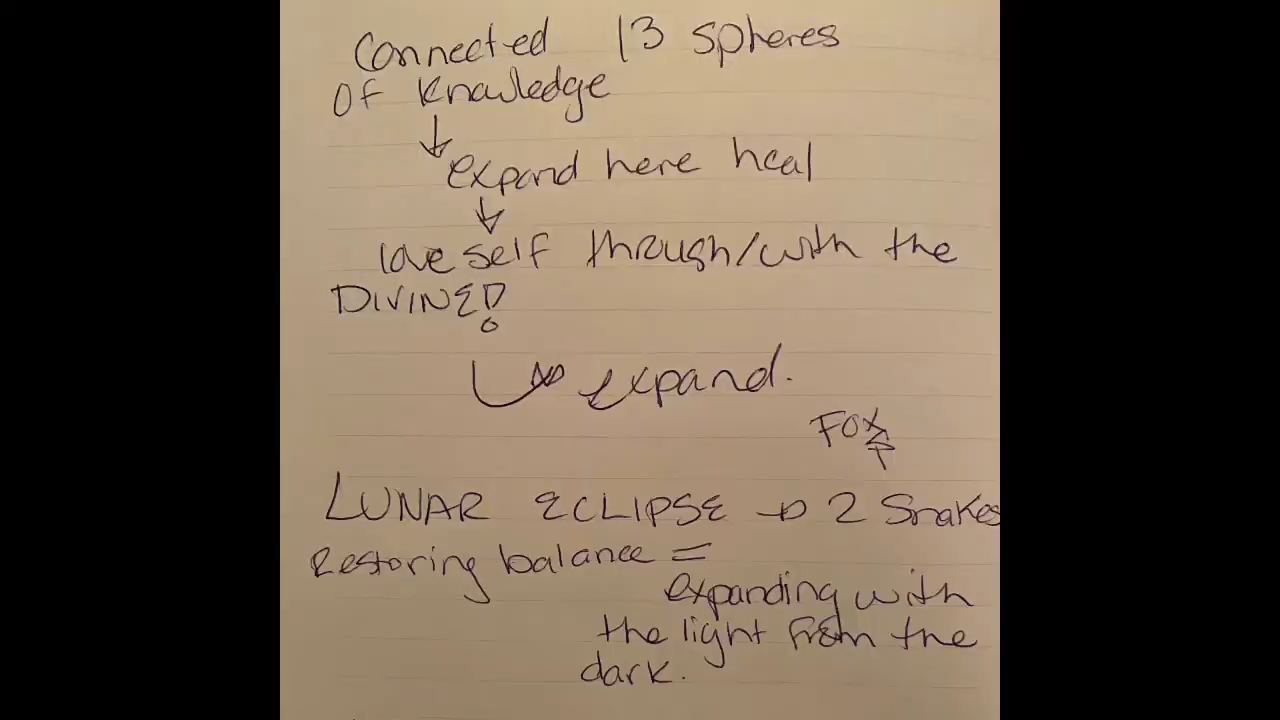 Connected 13 spheres
Of Knowledge
↓ expand here heal
↓
love self through/with the
DIVINE!
→ expand.
FOX
LUNAR ECLIPSE → 2 Snakes
Restoring balance =
expanding with
the light from the
dark.